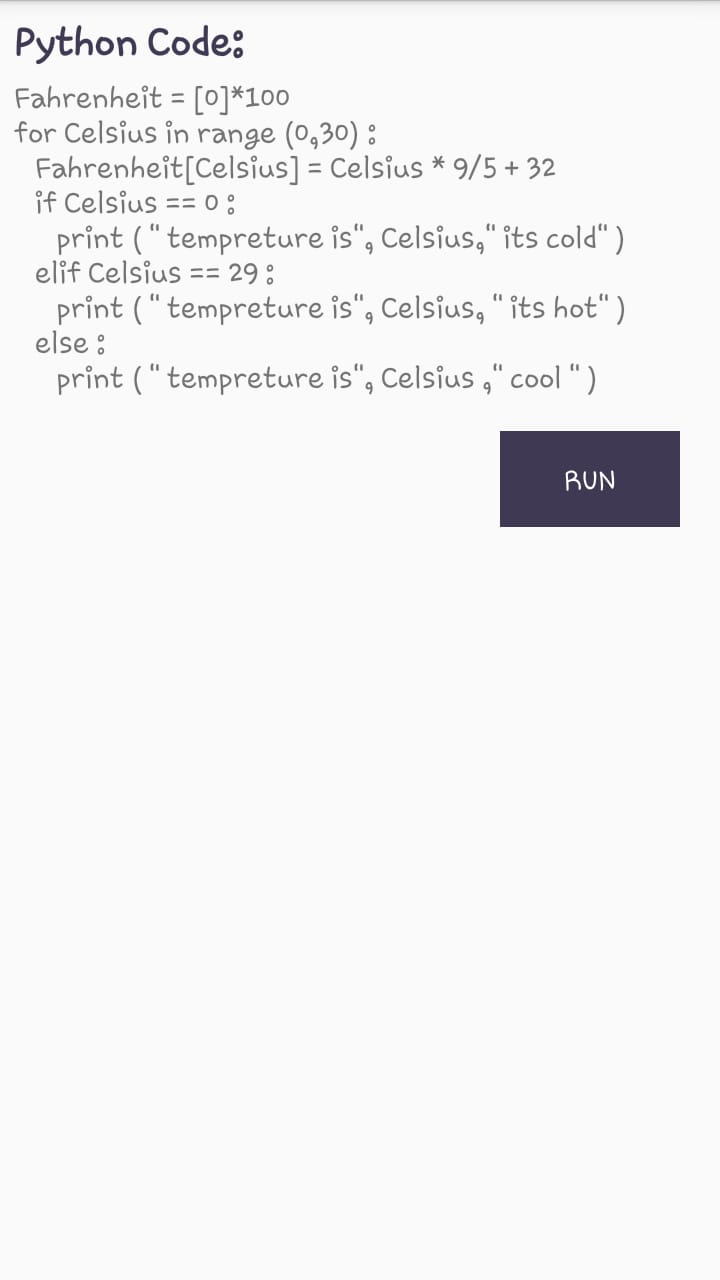 Python Code:
Fahrenheit = [0]*100
for Celsius in range (0,30) :
Fahrenheit[Celsius] = Celsius * 9/5 + 32
if Celsius == 0 :
print ( " tempreture is", Celsius," its cold" )
elif Celsius == 29 :
print ( " tempreture is", Celsius, " its hot" )
else :
print ( " tempreture is", Celsius ," cool " )
RUN